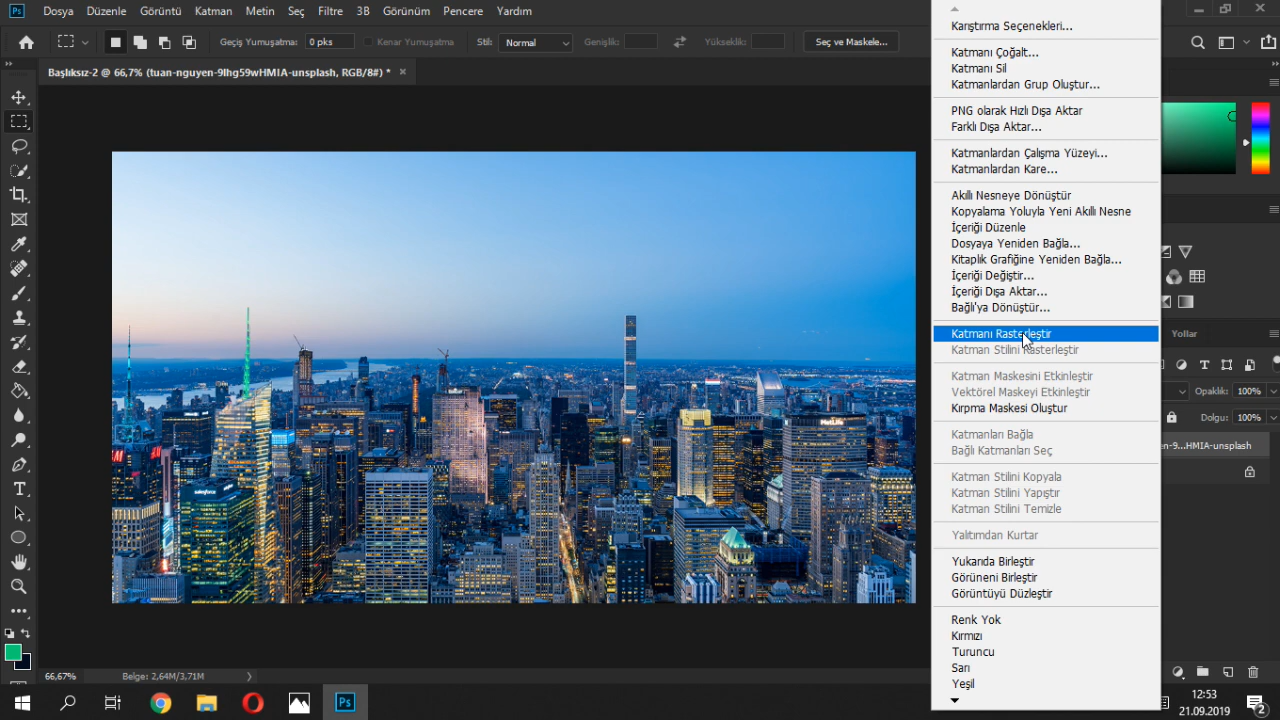 Ps Dosya Düzenle Görüntü Katman Metin Seç Filtre 3B Görünüm Pencere Yardım
Geçiş Yumuşatma: 0 pks Kenar Yumuşatma Stil: Normal Genişlik: Yükseklik: Seç ve Maskele...
Başlıksız-2 @ 66,7% (tuan-nguyen-9Ihg59wHMIA-unsplash, RGB/8#) *
Karıştırma Seçenekleri...
Katmanı Çoğalt...
Katmanı Sil
Katmanlardan Grup Oluştur...
PNG olarak Hızlı Dışa Aktar
Farklı Dışa Aktar...
Katmanlardan Çalışma Yüzeyi...
Katmanlardan Kare...
Akıllı Nesneye Dönüştür
Kopyalama Yoluyla Yeni Akıllı Nesne
İçeriği Düzenle
Dosyaya Yeniden Bağla...
Kitaplık Grafiğine Yeniden Bağla...
İçeriği Değiştir...
İçeriği Dışa Aktar...
Bağlı'ya Dönüştür...
Katmanı Rasterleştir
Katman Stilini Rasterleştir
Katman Maskesini Etkinleştir
Vektörel Maskeyi Etkinleştir
Kırpma Maskesi Oluştur
Katmanları Bağla
Bağlı Katmanları Seç
Katman Stilini Kopyala
Katman Stilini Yapıştır
Katman Stilini Temizle
Yalıtımdan Kurtar
Yukarıda Birleştir
Görüneni Birleştir
Görüntüyü Düzleştir
Renk Yok
Kırmızı
Turuncu
Sarı
Yeşil
Yollar
Opaklık: 100%
Dolgu: 100%
en-9...HMIA-unsplash
MetLife
salesforce
66,67% Belge: 2,64M/3,71M
Ps
12:53
21.09.2019
2